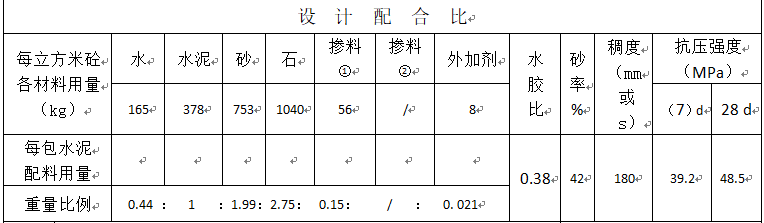 设 计 配 合 比
每立方米砼各材料用量（kg） 水 水泥 砂 石 掺料① 掺料② 外加剂 水胶比 砂率% 稠度（mm或s） 抗压强度（MPa）
165 378 753 1040 56 / 8 （7）d 28 d
每包水泥配料用量
0.38 42 180 39.2 48.5
重量比例 0.44 : 1 : 1.99: 2.75: 0.15: / : 0.021